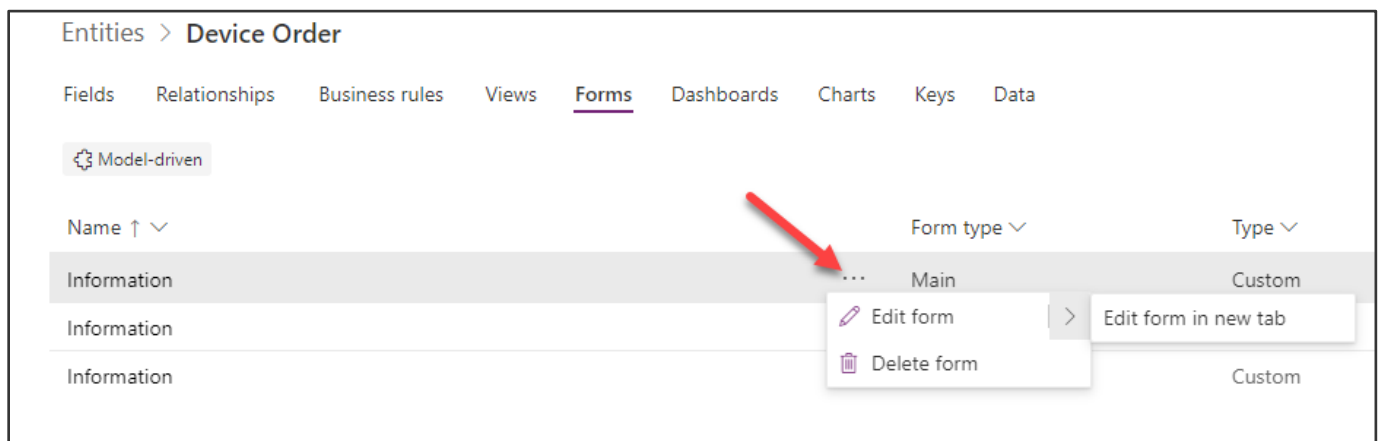 Entities > Device Order
Fields Relationships Business rules Views Forms Dashboards Charts Keys Data
Model-driven
Name ↑ Form type Type
Information ... Main Custom
Edit form > Edit form in new tab
Information
Delete form
Information Custom